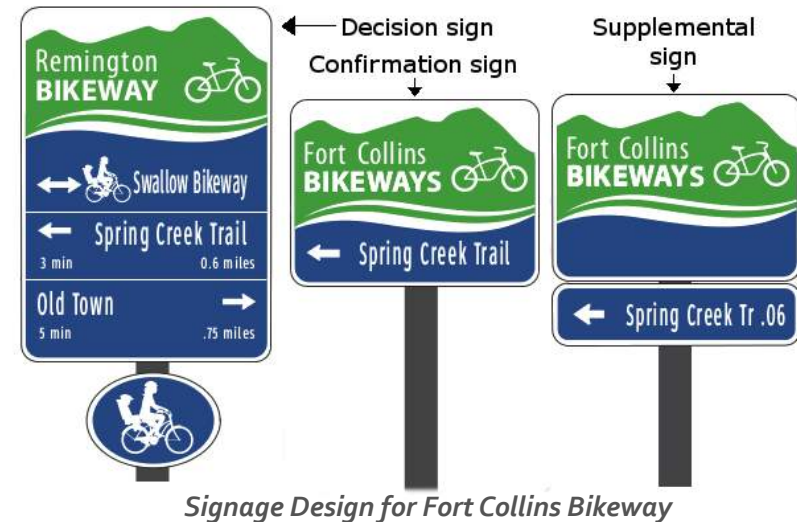 Decision sign
Confirmation sign
Supplemental
sign
Remington
BIKEWAY
Swallow Bikeway
Spring Creek Trail
3 min 0.6 miles
Old Town
5 min .75 miles
Fort Collins
BIKEWAYS
Spring Creek Trail
Fort Collins
BIKEWAYS
Spring Creek Tr .06
Signage Design for Fort Collins Bikeway